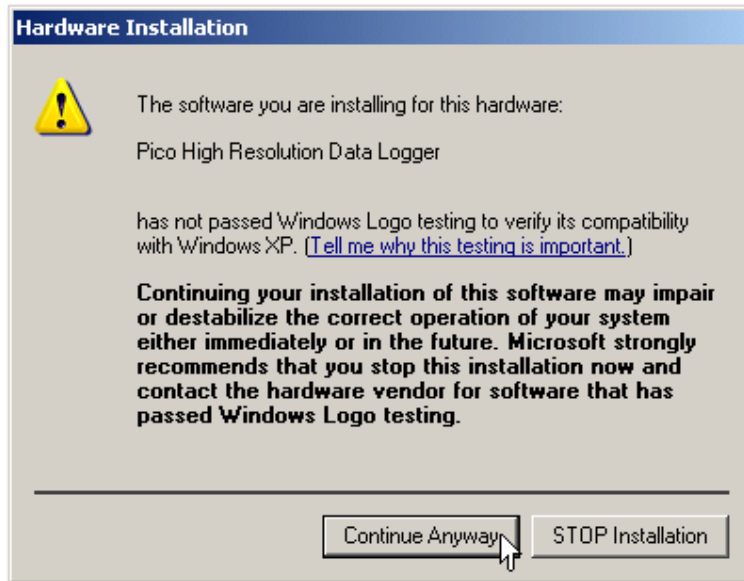 Hardware Installation
The software you are installing for this hardware:
Pico High Resolution Data Logger
has not passed Windows Logo testing to verify its compatibility
with Windows XP. (Tell me why this testing is important.)
Continuing your installation of this software may impair
or destabilize the correct operation of your system
either immediately or in the future. Microsoft strongly
recommends that you stop this installation now and
contact the hardware vendor for software that has
passed Windows Logo testing.
Continue Anyway
STOP Installation